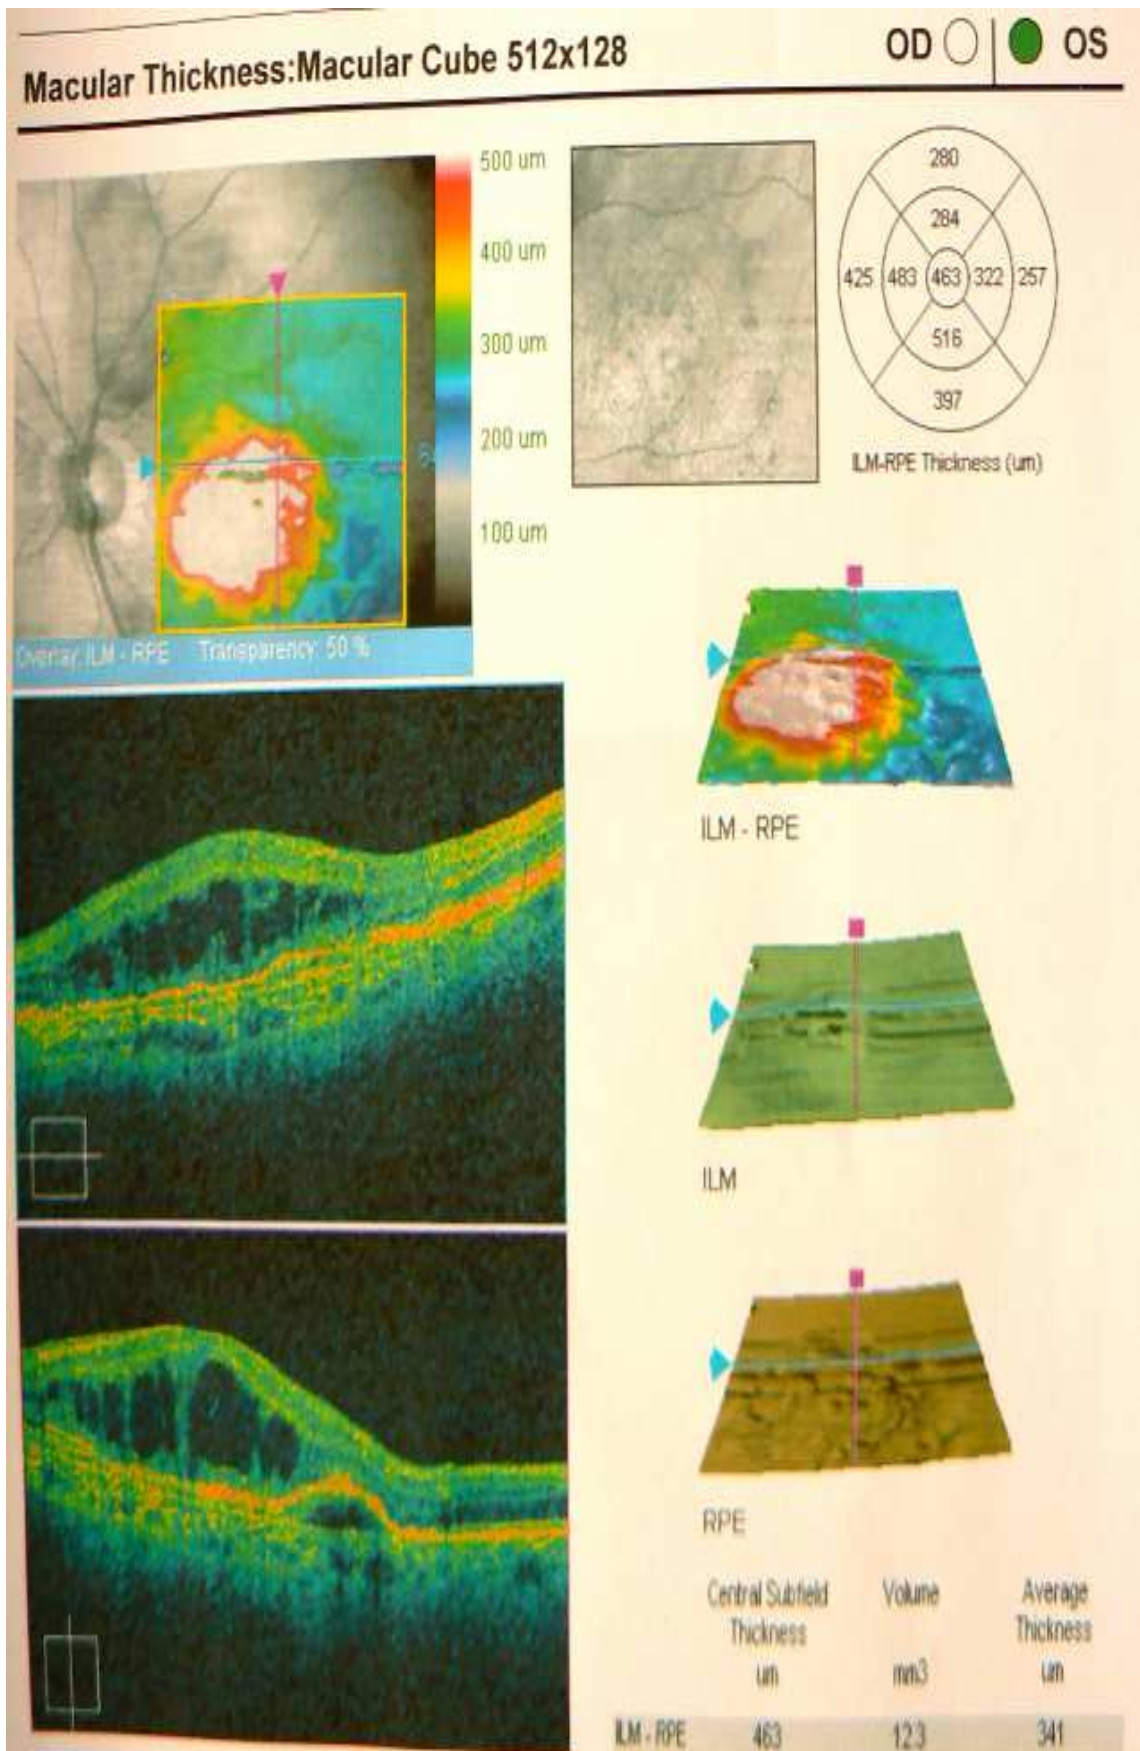 Macular Thickness:Macular Cube 512x128
OD OS
500 um
400 um
300 um
200 um
100 um
Overlay: ILM - RPE Transparency: 50 %
280
284
425 483 463 322 257
516
397
ILM-RPE Thickness (um)
ILM - RPE
ILM
RPE
Central Subfield Thickness um
Volume mm3
Average Thickness um
ILM - RPE 463 12.3 341